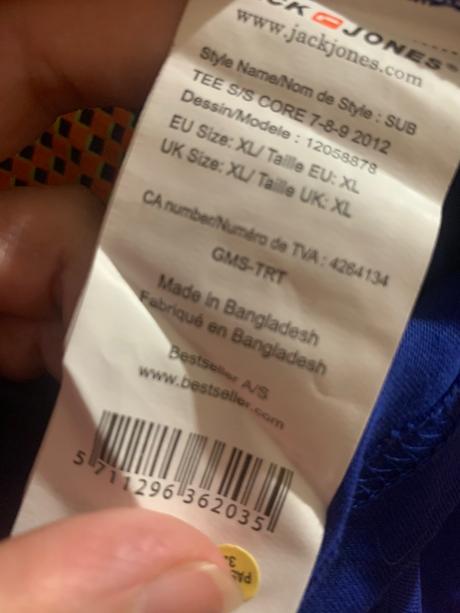 JACK & JONES®
www.jackjones.com
Style Name/Nom de Style : SUB
TEE S/S CORE 7-8-9 2012
Dessin/Modele : 12058878
EU Size: XL/ Taille EU: XL
UK Size: XL/ Taille UK: XL
CA number/Numéro de TVA : 4264134
GMS-TRT
Made in Bangladesh
Fabriqué en Bangladesh
Bestseller A/S
www.bestseller.com
5 711296 362035